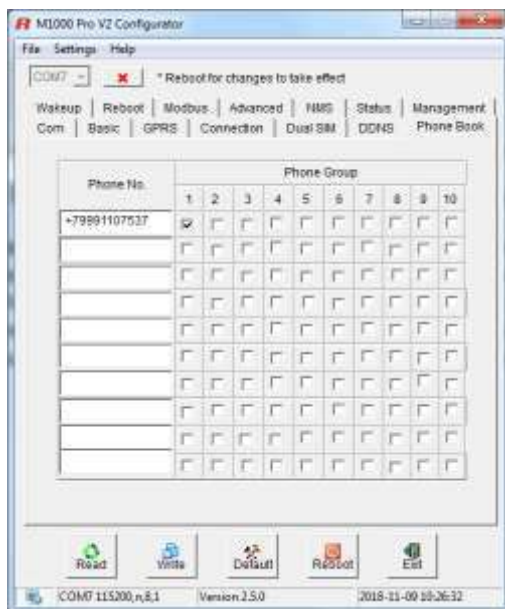 M1000 Pro V2 Configurator
File Settings Help
COM7 * Reboot for changes to take effect
Wakeup Reboot Modbus Advanced NMS Status Management
Com Basic GPRS Connection Dual SIM DDNS Phone Book
Phone No. Phone Group
1 2 3 4 5 6 7 8 9 10
+79991107537
Read Write Default Reboot Exit
COM7 115200,n,8,1 Version 2.5.0 2018-11-09 10:26:32